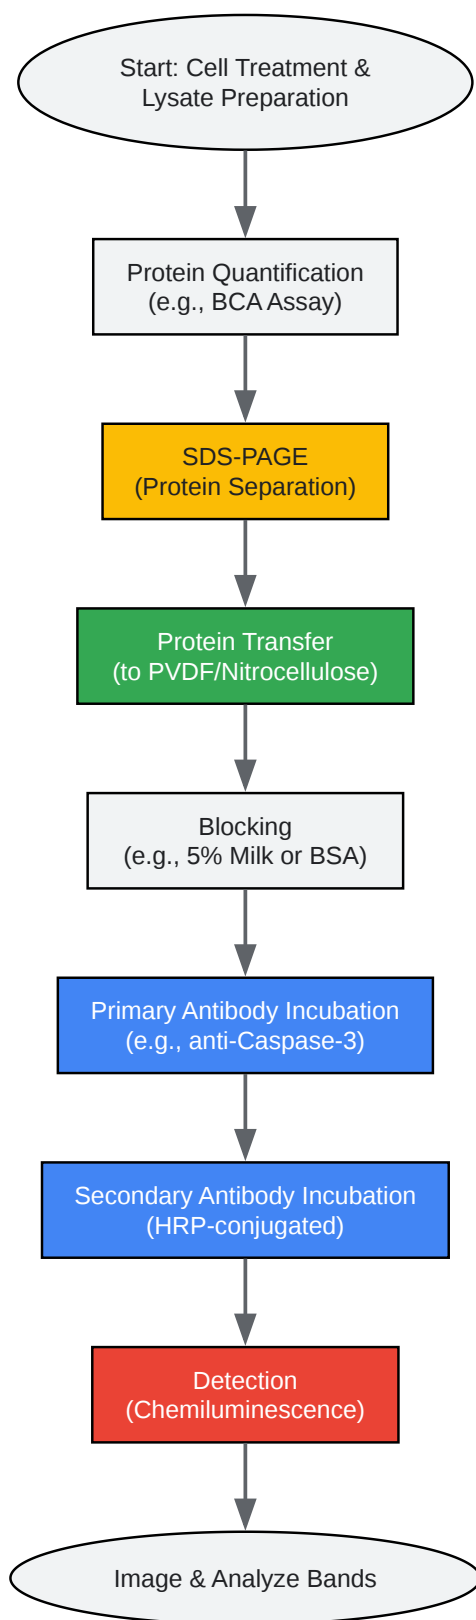 Start: Cell Treatment &
Lysate Preparation
Protein Quantification
(e.g., BCA Assay)
SDS-PAGE
(Protein Separation)
Protein Transfer
(to PVDF/Nitrocellulose)
Blocking
(e.g., 5% Milk or BSA)
Primary Antibody Incubation
(e.g., anti-Caspase-3)
Secondary Antibody Incubation
(HRP-conjugated)
Detection
(Chemiluminescence)
Image & Analyze Bands